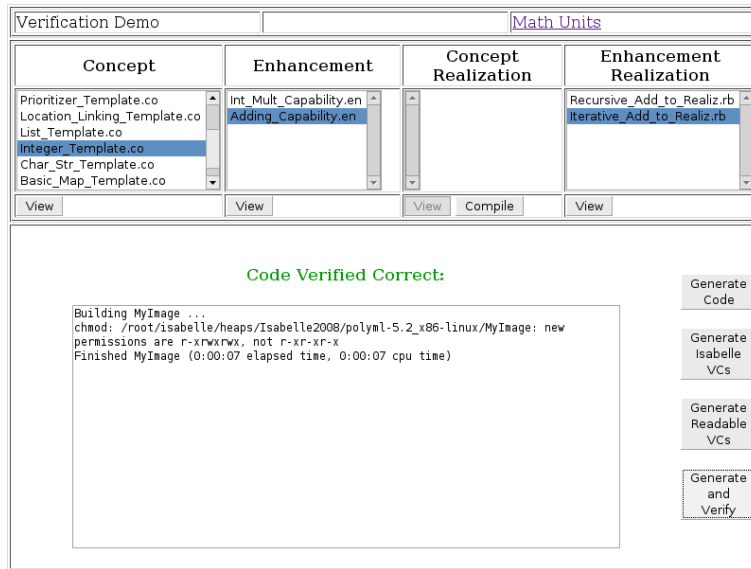 Verification Demo
Math Units
Concept
Enhancement
Concept
Realization
Enhancement
Realization
Prioritizer_Template.co
Location_Linking_Template.co
List_Template.co
Integer_Template.co
Char_Str_Template.co
Basic_Map_Template.co
Int_Mult_Capability.en
Adding_Capability.en
Recursive_Add_to_Realiz.rb
Iterative_Add_to_Realiz.rb
View
View
View
Compile
View
Code Verified Correct:
Building MyImage ...
chmod: /root/isabelle/heaps/Isabelle2008/polyml-5.2_x86-linux/MyImage: new
permissions are r-xrwxrwx, not r-xr-xr-x
Finished MyImage (0:00:07 elapsed time, 0:00:07 cpu time)
Generate
Code
Generate
Isabelle
VCs
Generate
Readable
VCs
Generate
and
Verify